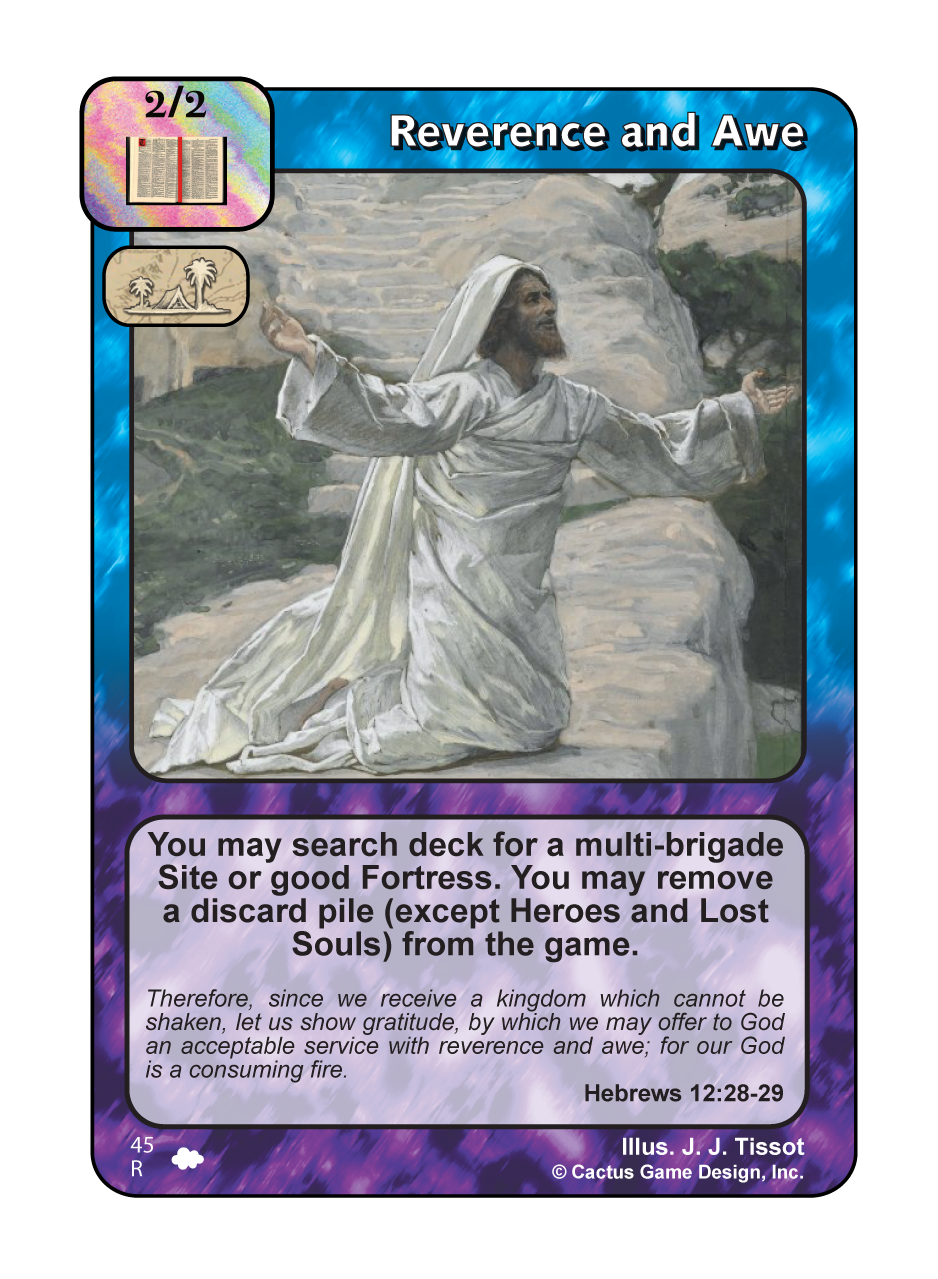 2/2
Reverence and Awe
You may search deck for a multi-brigade
Site or good Fortress. You may remove
a discard pile (except Heroes and Lost
Souls) from the game.
Therefore, since we receive a kingdom which cannot be
shaken, let us show gratitude, by which we may offer to God
an acceptable service with reverence and awe; for our God
is a consuming fire.
Hebrews 12:28-29
45
R
Illus. J. J. Tissot
© Cactus Game Design, Inc.